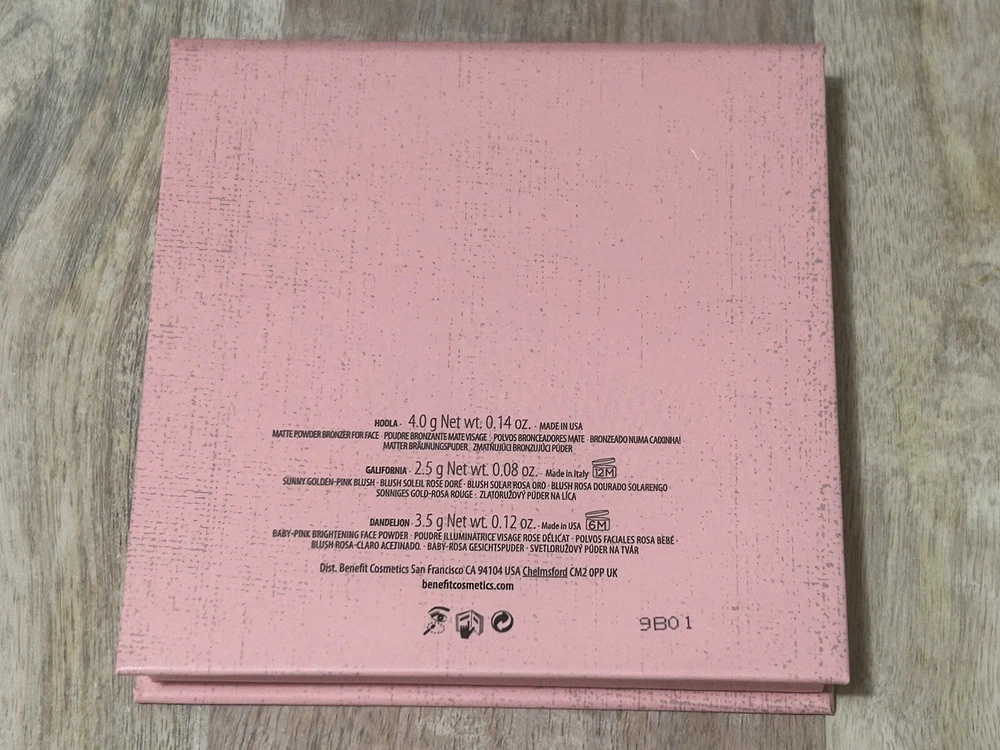 HOOLA · 4.0 g Net wt. 0.14 oz. · MADE IN USA
MATTE POWDER BRONZER FOR FACE · POUDRE BRONZANTE MATE VISAGE · POLVOS BRONCEADORES MATE · BRONZEADO NUMA CAIXINHA!
MATTER BRÄUNUNGSPUDER · ZMATŇUJÚCI BRONZUJÚCI PÚDER
GALIFORNIA · 2.5 g Net wt. 0.08 oz. · Made in Italy 12M
SUNNY GOLDEN-PINK BLUSH · BLUSH SOLEIL ROSE DORÉ · BLUSH SOLAR ROSA ORO · BLUSH ROSA DOURADO SOLARENGO ·
SONNIGES GOLD-ROSA ROUGE · ZLATORUŽOVÝ PÚDER NA LÍCA
DANDELION · 3.5 g Net wt. 0.12 oz. · Made in USA 6M
BABY-PINK BRIGHTENING FACE POWDER · POUDRE ILLUMINATRICE VISAGE ROSE DÉLICAT · POLVOS FACIALES ROSA BEBÉ ·
BLUSH ROSA-CLARO ACETINADO · BABY-ROSA GESICHTSPUDER · SVETLORUŽOVÝ PÚDER NA TVÁR
Dist. Benefit Cosmetics San Francisco CA 94104 USA Chelmsford CM2 0PP UK
benefitcosmetics.com
9B01